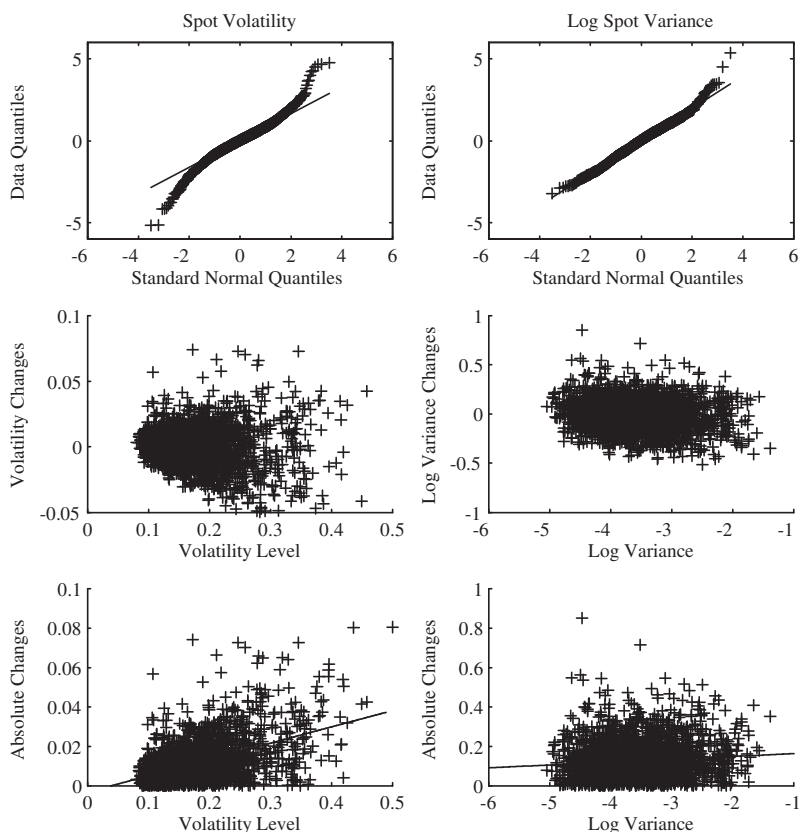 Spot Volatility
Log Spot Variance
Data Quantiles
5
0
-5
-6 -4 -2 0 2 4 6
Standard Normal Quantiles
Data Quantiles
5
0
-5
-6 -4 -2 0 2 4 6
Standard Normal Quantiles
Volatility Changes
0.1
0.05
0
-0.05
0 0.1 0.2 0.3 0.4 0.5
Volatility Level
Log Variance Changes
1
0.5
0
-0.5
-1
-6 -5 -4 -3 -2 -1
Log Variance
Absolute Changes
0.1
0.08
0.06
0.04
0.02
0
0 0.1 0.2 0.3 0.4 0.5
Volatility Level
Absolute Changes
1
0.8
0.6
0.4
0.2
0
-6 -5 -4 -3 -2 -1
Log Variance